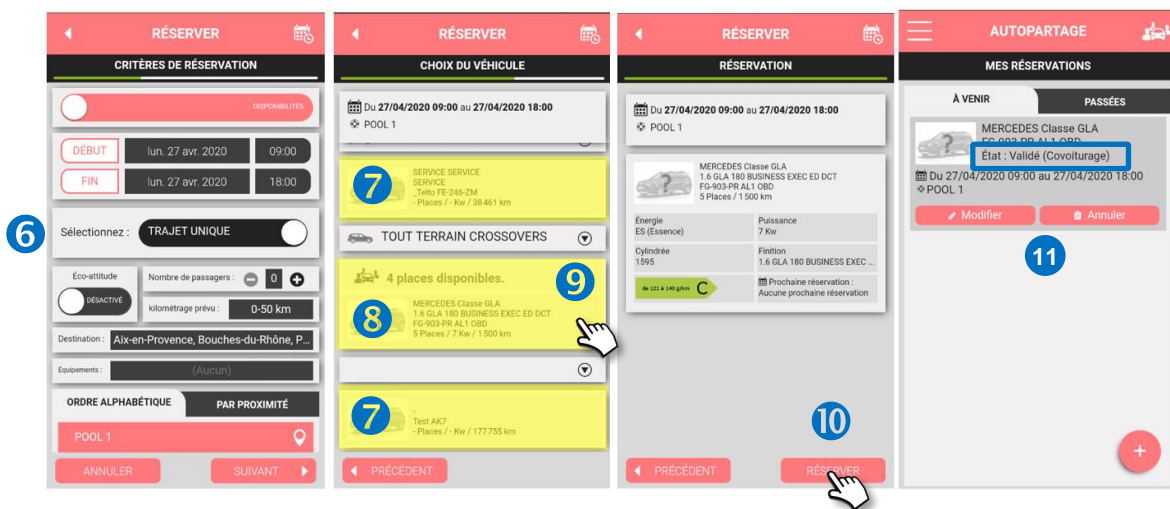 RÉSERVER
CRITÈRES DE RÉSERVATION
DISPONIBILITÉS
DÉBUT lun. 27 avr. 2020 09:00
FIN lun. 27 avr. 2020 18:00
6
Sélectionnez : TRAJET UNIQUE
Éco-attitude
DÉSACTIVÉ
Nombre de passagers : 0
kilométrage prévu : 0-50 km
Destination : Aix-en-Provence, Bouches-du-Rhône, P...
Equipements : (Aucun)
ORDRE ALPHABÉTIQUE PAR PROXIMITÉ
POOL 1
ANNULER SUIVANT
RÉSERVER
CHOIX DU VÉHICULE
Du 27/04/2020 09:00 au 27/04/2020 18:00
POOL 1
7
SERVICE SERVICE
SERVICE
_Telto FE-246-ZM
- Places / - Kw / 38 461 km
TOUT TERRAIN CROSSOVERS
4 places disponibles.
9
8
MERCEDES Classe GLA
1.6 GLA 180 BUSINESS EXEC ED DCT
FG-903-PR AL1 OBD
5 Places / 7 Kw / 1 500 km
7
-
Test AK7
- Places / - Kw / 177 755 km
PRÉCÉDENT
RÉSERVER
RÉSERVATION
Du 27/04/2020 09:00 au 27/04/2020 18:00
POOL 1
MERCEDES Classe GLA
1.6 GLA 180 BUSINESS EXEC ED DCT
FG-903-PR AL1 OBD
5 Places / 1 500 km
Énergie Puissance
ES (Essence) 7 Kw
Cylindrée Finition
1595 1.6 GLA 180 BUSINESS EXEC ...
de 121 à 140 g/km C
Prochaine réservation :
Aucune prochaine réservation
10
PRÉCÉDENT RÉSERVER
AUTOPARTAGE
MES RÉSERVATIONS
À VENIR PASSÉES
MERCEDES Classe GLA
FG-903-PR AL1 OBD
État : Validé (Covoiturage)
Du 27/04/2020 09:00 au 27/04/2020 18:00
POOL 1
Modifier Annuler
11
+